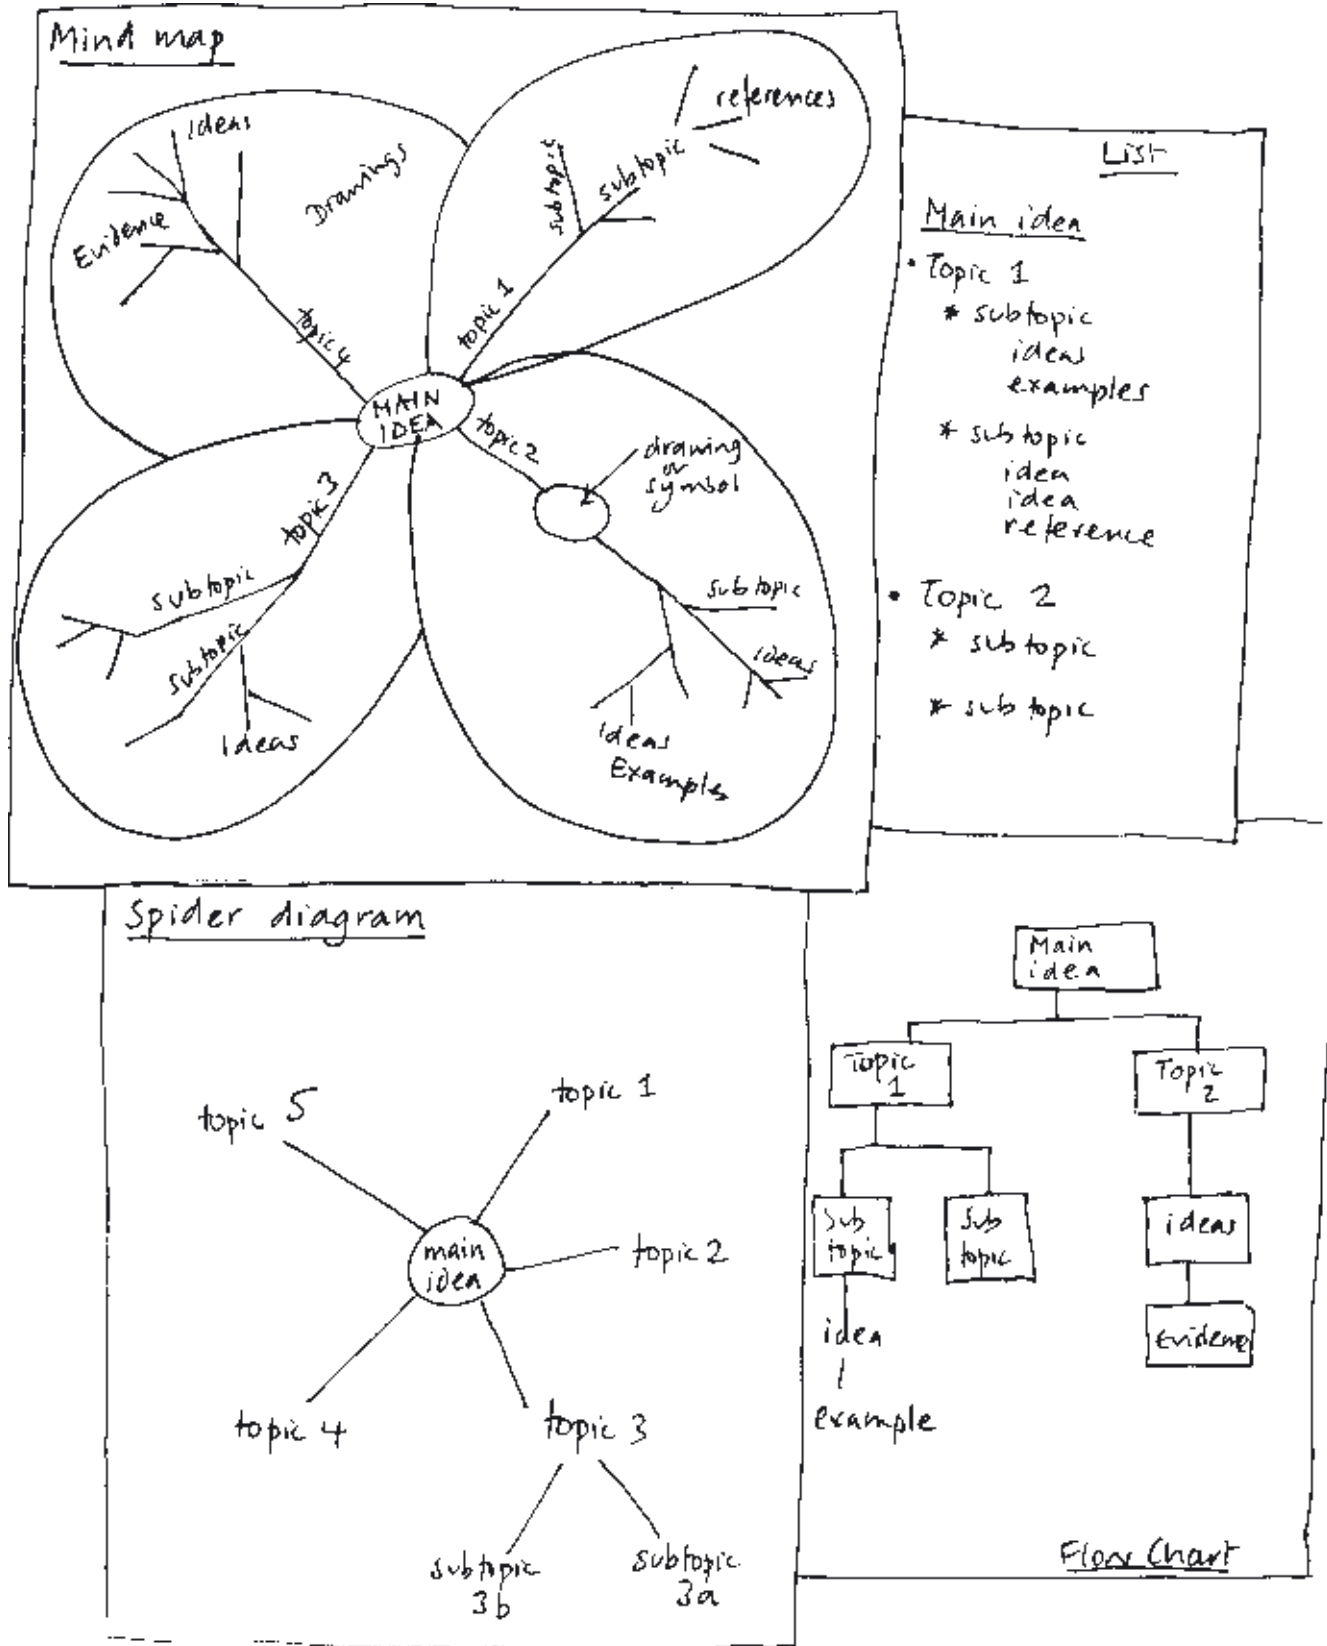 Mind map
Ideas
Drawings
Evidence
topic 4
references
subtopic
subtopic
topic 1
MAIN
IDEA
topic 2
drawing
or
symbol
subtopic
ideas
Ideas
Examples
topic 3
subtopic
subtopic
Ideas
List
Main idea
• Topic 1
* subtopic
ideas
examples
* subtopic
idea
idea
reference
• Topic 2
* subtopic
* subtopic
Spider diagram
topic 5
topic 1
main
idea
topic 2
topic 4
topic 3
subtopic
3b
subtopic
3a
Main
idea
Topic
1
Topic
2
Sub
topic
Sub
topic
ideas
idea
Evidence
example
Flow Chart